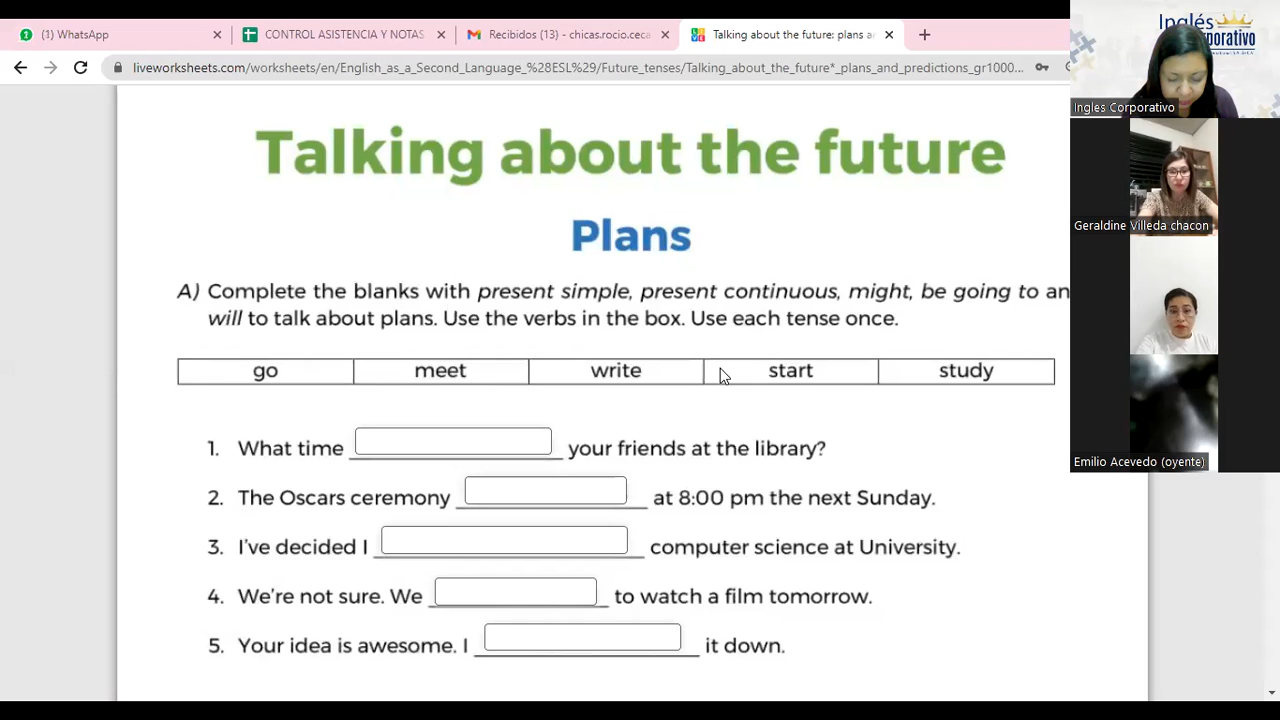 (1) WhatsApp
CONTROL ASISTENCIA Y NOTAS
Recibidos (13) - chicas.rocio.ceca
Talking about the future: plans a
liveworksheets.com/worksheets/en/English_as_a_Second_Language_%28ESL%29/Future_tenses/Talking_about_the_future*_plans_and_predictions_gr1000...
Inglés
Corporativo
Ingles Corporativo
Geraldine Villeda chacon
Emilio Acevedo (oyente)
Talking about the future
Plans
A) Complete the blanks with present simple, present continuous, might, be going to an
will to talk about plans. Use the verbs in the box. Use each tense once.
go meet write start study
1. What time your friends at the library?
2. The Oscars ceremony at 8:00 pm the next Sunday.
3. I've decided I computer science at University.
4. We're not sure. We to watch a film tomorrow.
5. Your idea is awesome. I it down.